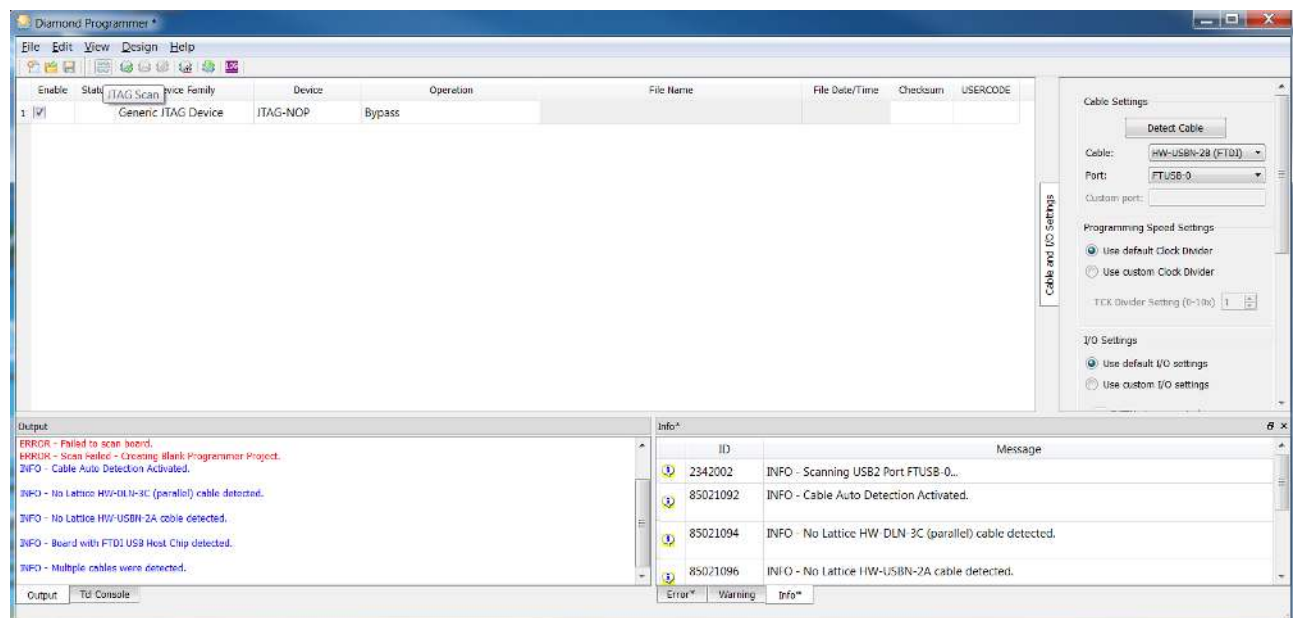 Diamond Programmer *
File Edit View Design Help
Enable Device Family Device Operation File Name File Date/Time Checksum USERCODE
JTAG Scan
1 Generic JTAG Device JTAG-NOP Bypass
Cable and I/O Settings
Cable Settings
Detect Cable
Cable: HW-USBN-2B (FTDI)
Port: FTUSB-0
Custom port:
Programming Speed Settings
Use default Clock Divider
Use custom Clock Divider
TCK Divider Setting (0-10x) 1
I/O Settings
Use default I/O settings
Use custom I/O settings
Output
ERROR - Failed to scan board.
ERROR - Scan Failed - Creating Blank Programmer Project.
INFO - Cable Auto Detection Activated.
INFO - No Lattice HW-DLN-3C (parallel) cable detected.
INFO - No Lattice HW-USBN-2A cable detected.
INFO - Board with FTDI USB Host Chip detected.
INFO - Multiple cables were detected.
Output Tcl Console
Info*
ID Message
2342002 INFO - Scanning USB2 Port FTUSB-0...
85021092 INFO - Cable Auto Detection Activated.
85021094 INFO - No Lattice HW-DLN-3C (parallel) cable detected.
85021096 INFO - No Lattice HW-USBN-2A cable detected.
Error* Warning Info*